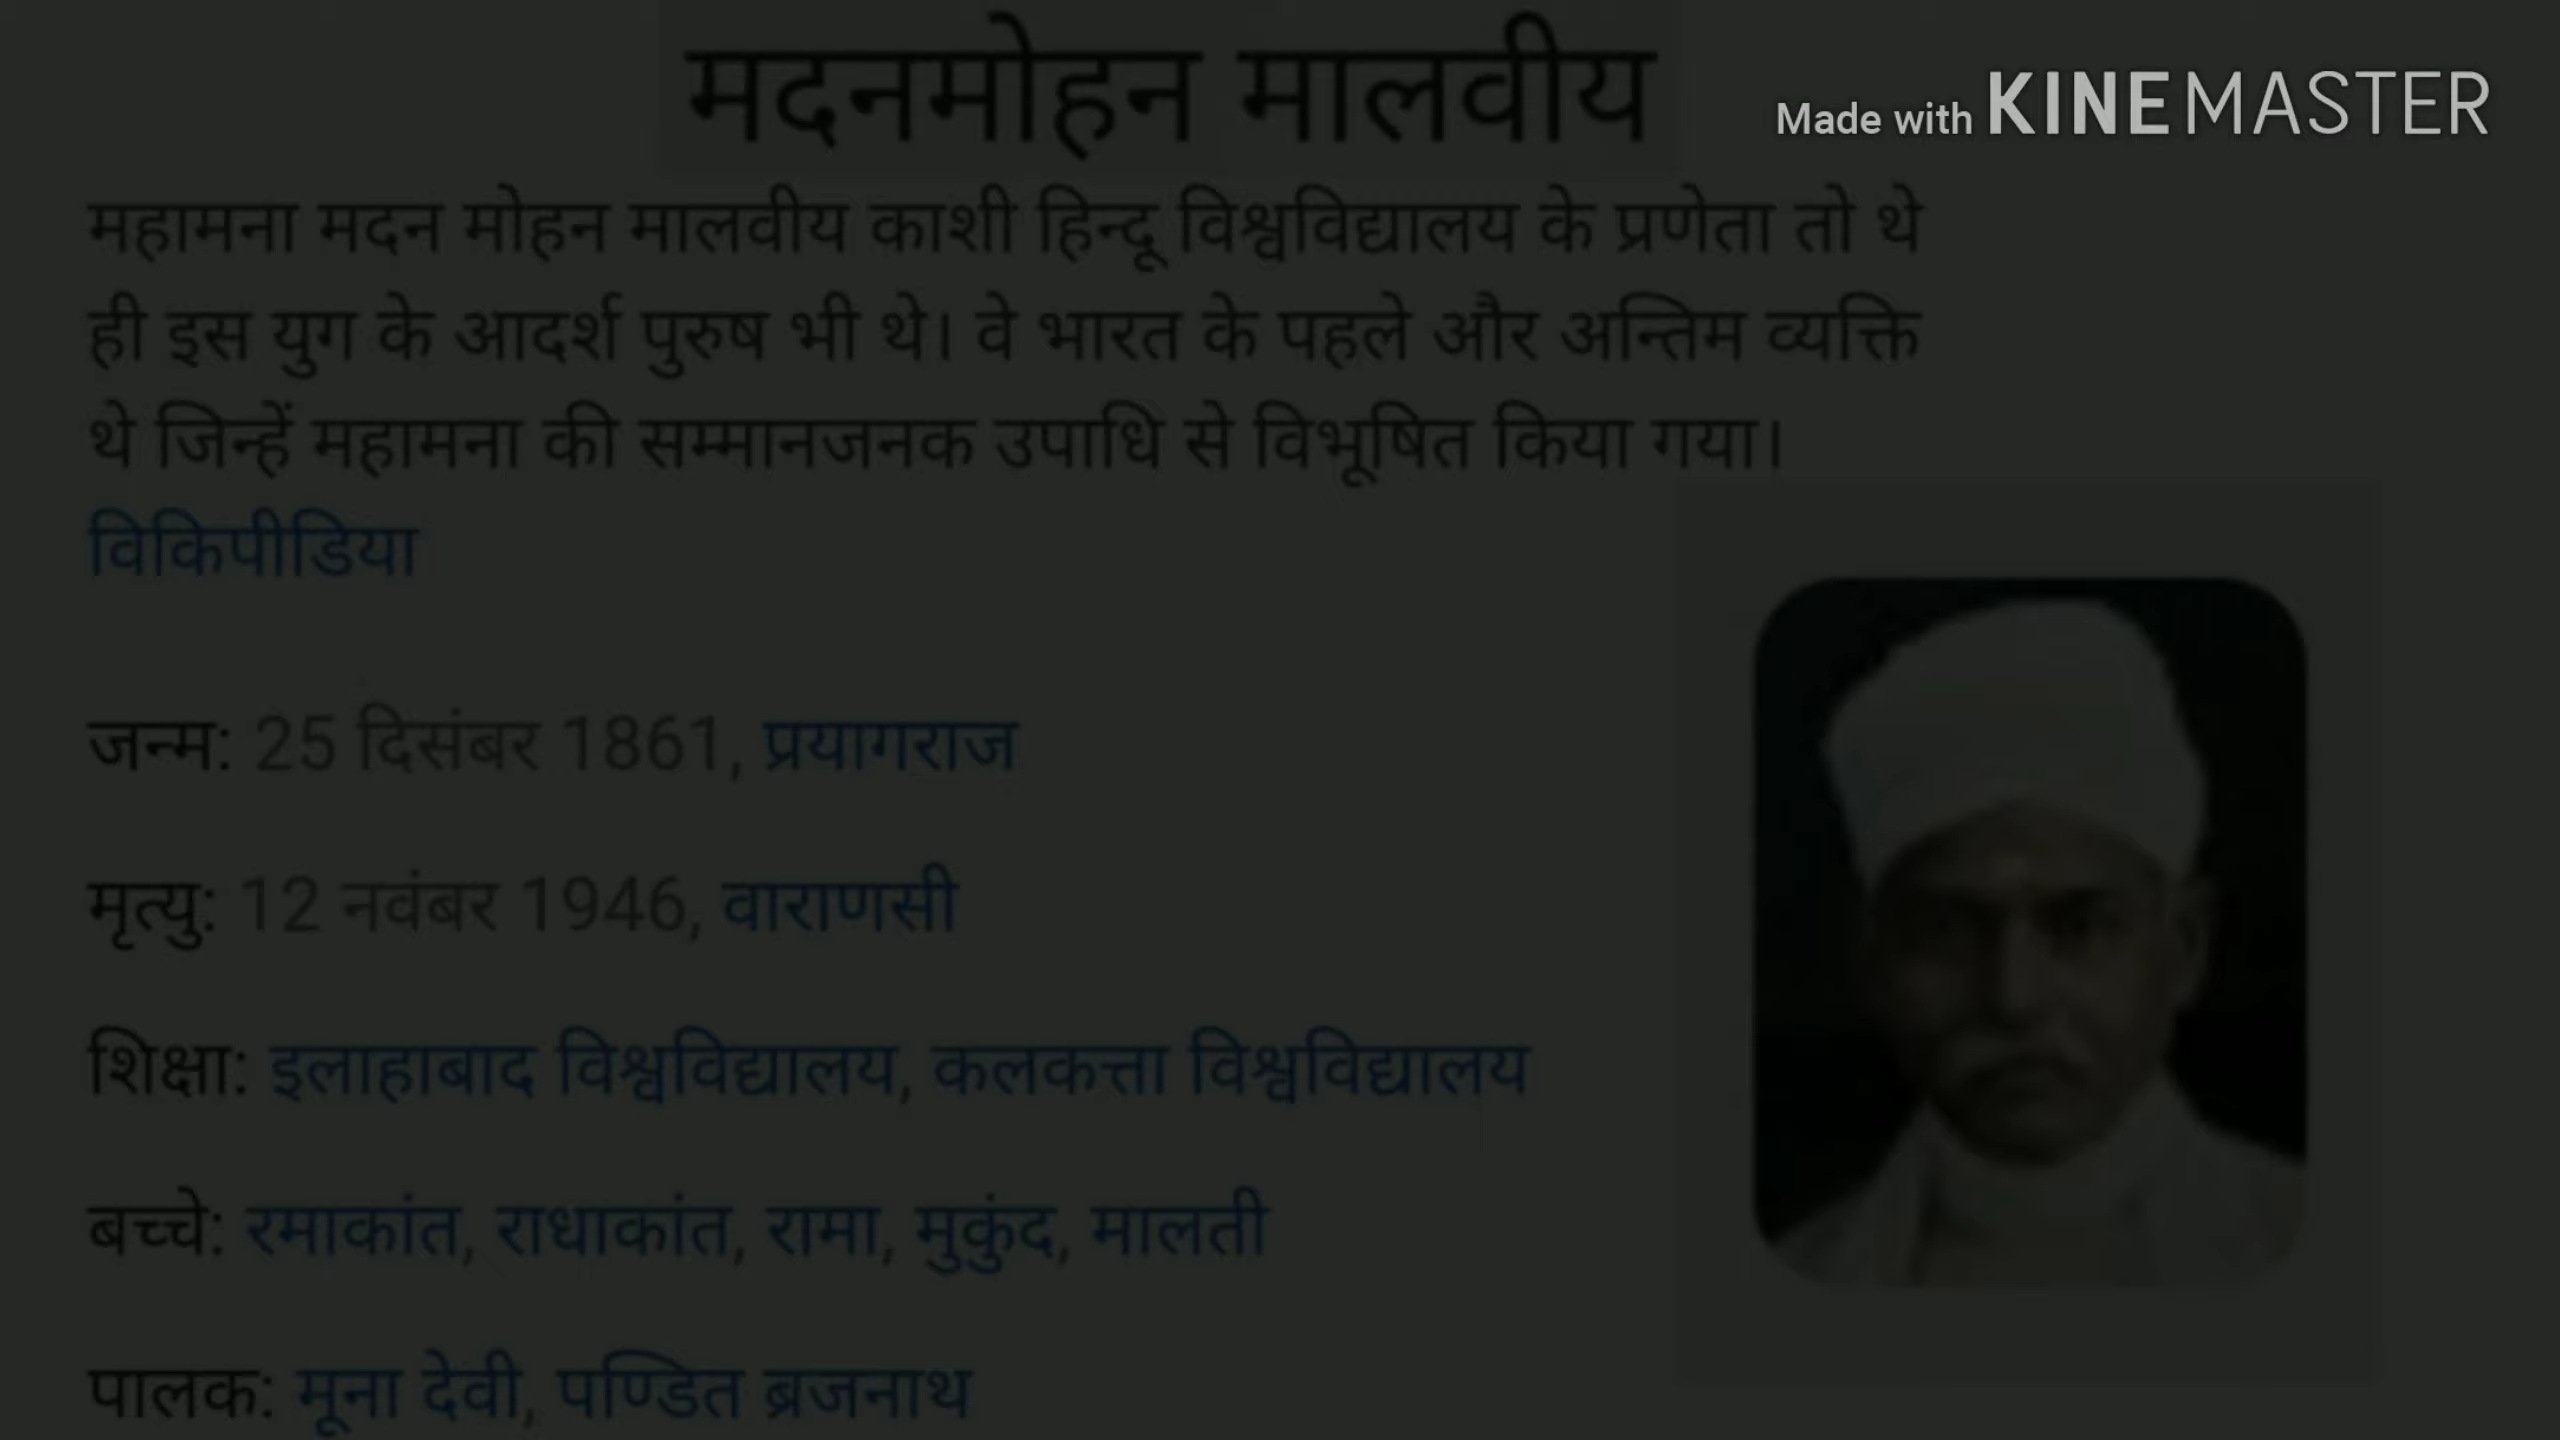 मदनमोहन मालवीय
Made with KINEMASTER
महामना मदन मोहन मालवीय काशी हिन्दू विश्वविद्यालय के प्रणेता तो थे
ही इस युग के आदर्श पुरुष भी थे। वे भारत के पहले और अन्तिम व्यक्ति
थे जिन्हें महामना की सम्मानजनक उपाधि से विभूषित किया गया।
विकिपीडिया
जन्म: 25 दिसंबर 1861, प्रयागराज
मृत्यु: 12 नवंबर 1946, वाराणसी
शिक्षा: इलाहाबाद विश्वविद्यालय, कलकत्ता विश्वविद्यालय
बच्चे: रमाकांत, राधाकांत, रामा, मुकुंद, मालती
पालक: मूना देवी, पण्डित ब्रजनाथ